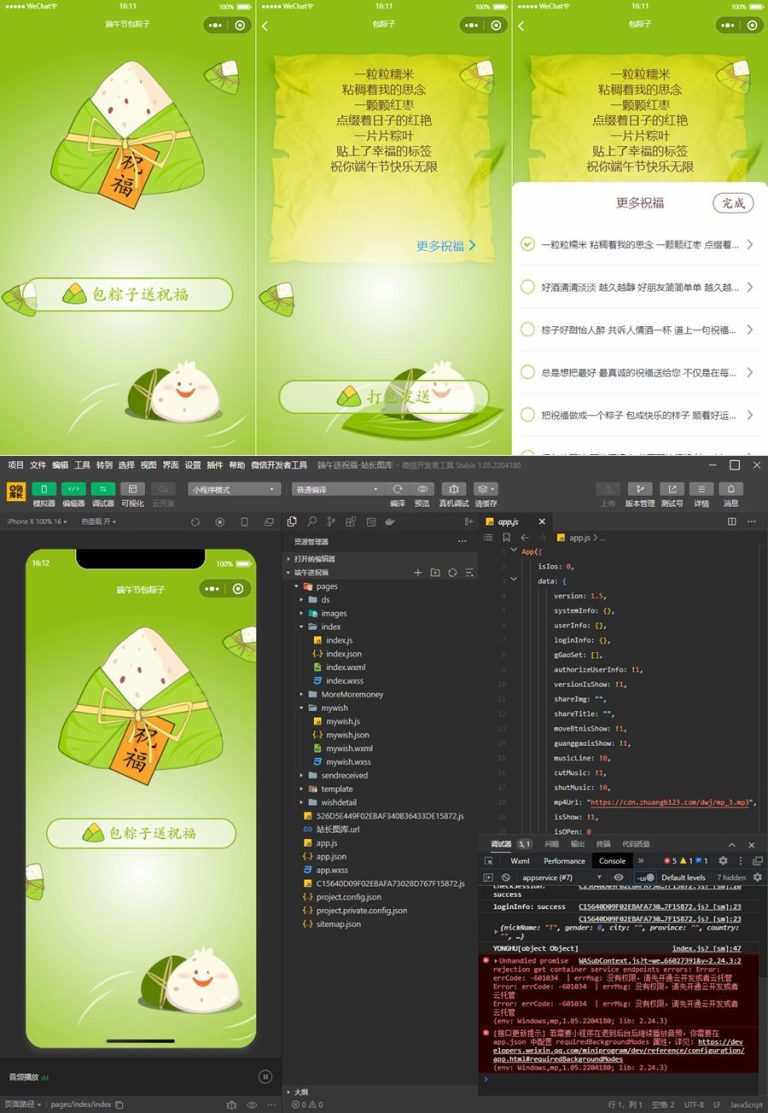 WeChat 16:11 100%
端午节包粽子
祝福
包粽子送祝福
WeChat 16:11 100%
包粽子
一粒粒糯米
粘稠着我的思念
一颗颗红枣
点缀着日子的红艳
一片片粽叶
贴上了幸福的标签
祝你端午节快乐无限
更多祝福
打包发送
WeChat 16:11 100%
包粽子
一粒粒糯米
粘稠着我的思念
一颗颗红枣
点缀着日子的红艳
一片片粽叶
贴上了幸福的标签
祝你端午节快乐无限
更多祝福 完成
一粒粒糯米 粘稠着我的思念 一颗颗红枣 点缀着...
好酒清清淡淡 越久越醇 好朋友简简单单 越久越...
粽子好甜怡人醉 共诉人情酒一杯 道上一句祝福...
总是想把最好 最真诚的祝福送给您 不仅是在每...
把祝福做成一个粽子 包成快乐的样子 顺着好运...
项目 文件 编辑 工具 转到 选择 视图 界面 设置 插件 帮助 微信开发者工具 端午送祝福-站长图库 - 微信开发者工具 Stable 1.05.2204180
模拟器 编辑器 调试器 可视化 云开发 小程序模式 普通编译 编译 预览 真机调试 清缓存 上传 版本管理 测试号 详情 消息
iPhone X 100% 16 热重载 开
16:12 100%
端午节包粽子
祝福
包粽子送祝福
音频播放
页面路径 pages/index/index
资源管理器
打开的编辑器
端午送祝福
pages
ds
images
index
index.js
index.json
index.wxml
index.wxss
MoreMoremoney
mywish
mywish.js
mywish.json
mywish.wxml
mywish.wxss
sendreceived
template
wishdetail
526D5E449F02EBAF340B36433DE15872.js
站长图库.url
app.js
app.json
app.wxss
C15640D09F02EBAFA73028D767F15872.js
project.config.json
project.private.config.json
sitemap.json
大纲
0 0
app.js
app.js > ...
1 App({
2 isIos: 0,
3 data: {
4 version: 1.5,
5 systemInfo: {},
6 userInfo: {},
7 loginInfo: {},
8 gGaoSet: [],
9 authorizeUserInfo: !1,
10 versionIsShow: !1,
11 shareImg: "",
12 shareTitle: "",
13 moveBtnisShow: !1,
14 guanggaoisShow: !1,
15 musicLine: !0,
16 cutMusic: !1,
17 shutMusic: !0,
18 mp4Url: "https://cdn.zhuangb123.com/dwj/mp_3.mp3",
19 isShow: !1,
20 isOPen: 0
调试器 5, 1 问题 输出 终端 代码质量
Wxml Performance Console 5 1 1
appservice (#7) Default levels 7 hidden
checkSession: C15640D09F02EBAFA730…7F15872.js? [sm]:20
success
loginInfo: success C15640D09F02EBAFA730…7F15872.js? [sm]:23
C15640D09F02EBAFA730…7F15872.js? [sm]:23
{nickName: "T", gender: 0, city: "", province: "", country: "", …}
YONGHU[object Object] index.js? [sm]:47
Unhandled promise WASubContext.js?t=we…66027391&v=2.24.3:2
rejection get container service endpoints errors: Error:
errCode: -601034 | errMsg: 没有权限，请先开通云开发或者云托管
Error: errCode: -601034 | errMsg: 没有权限，请先开通云开发或者
云托管
Error: errCode: -601034 | errMsg: 没有权限，请先开通云开发或者
云托管
(env: Windows,mp,1.05.2204180; lib: 2.24.3)
[接口更新提示] 若需要小程序在退到后台后继续播放音频，你需要在
app.json 中配置 requiredBackgroundModes 属性，详见: https://dev
elopers.weixin.qq.com/miniprogram/dev/reference/configuration/
app.html#requiredBackgroundModes
(env: Windows,mp,1.05.2204180; lib: 2.24.3)
行 1，列 1 空格: 2 UTF-8 LF JavaScript